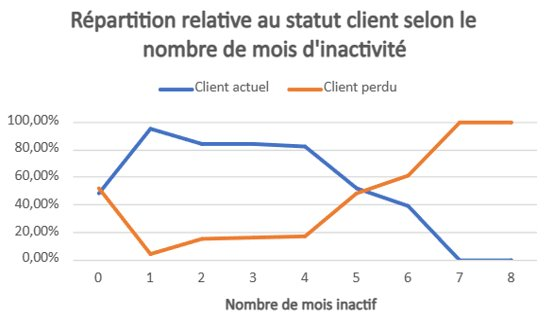 Répartition relative au statut client selon le
nombre de mois d'inactivité
Client actuel Client perdu
100,00%
80,00%
60,00%
40,00%
20,00%
0,00%
0 1 2 3 4 5 6 7 8
Nombre de mois inactif